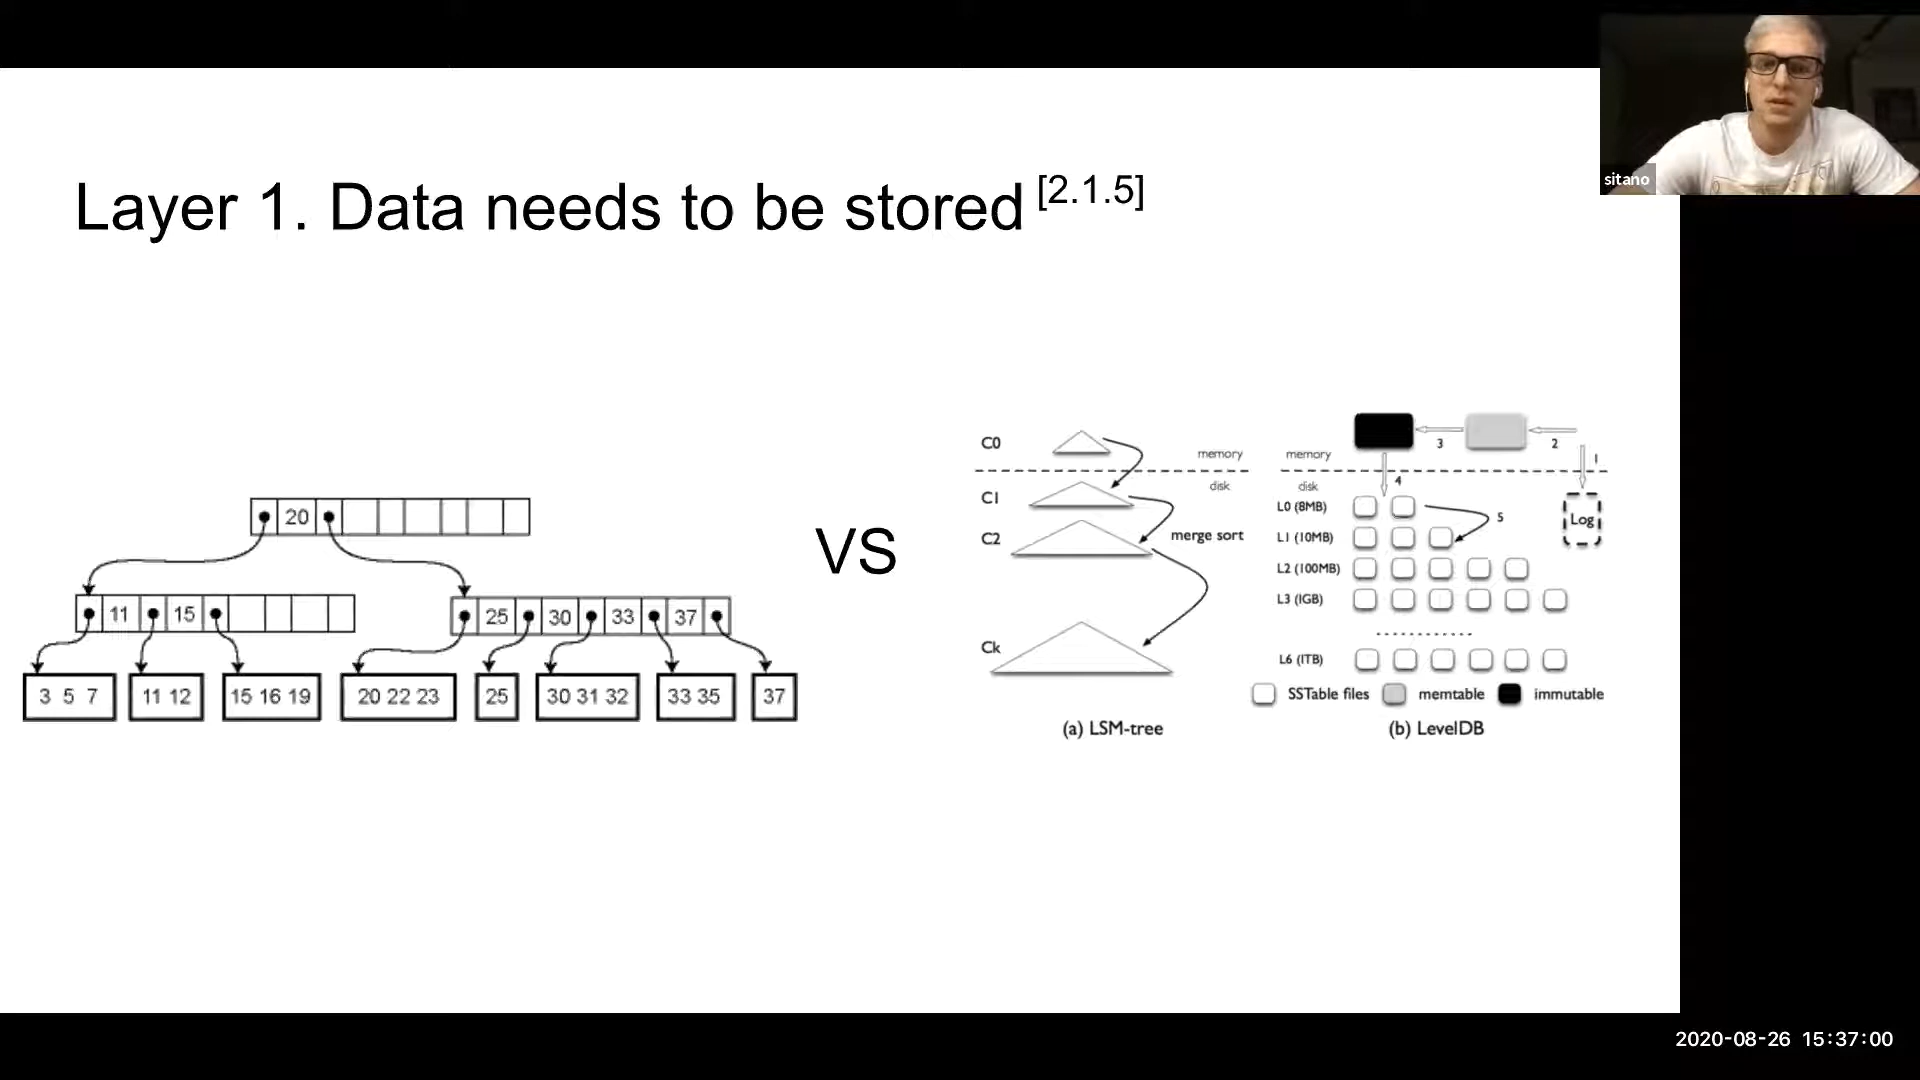 sitano
Layer 1. Data needs to be stored [2.1.5]
20
11 15
25 30 33 37
3 5 7
11 12
15 16 19
20 22 23
25
30 31 32
33 35
37
VS
C0
memory
disk
C1
C2
merge sort
Ck
(a) LSM-tree
memory
disk
3
2
1
4
L0 (8MB)
5
Log
L1 (10MB)
L2 (100MB)
L3 (1GB)
L6 (1TB)
SSTable files memtable immutable
(b) LevelDB
2020-08-26 15:37:00